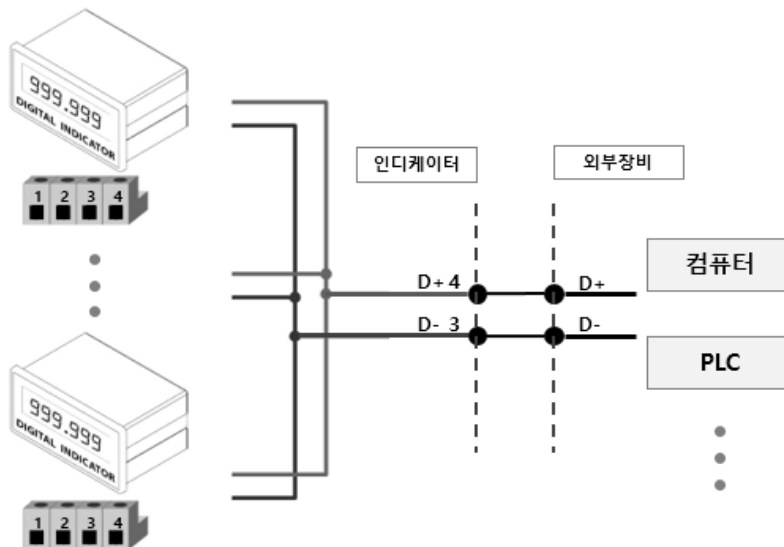 999.999
DIGITAL INDICATOR
1 2 3 4
인디케이터
외부장비
D+ 4
D+
D- 3
D-
컴퓨터
PLC
999.999
DIGITAL INDICATOR
1 2 3 4